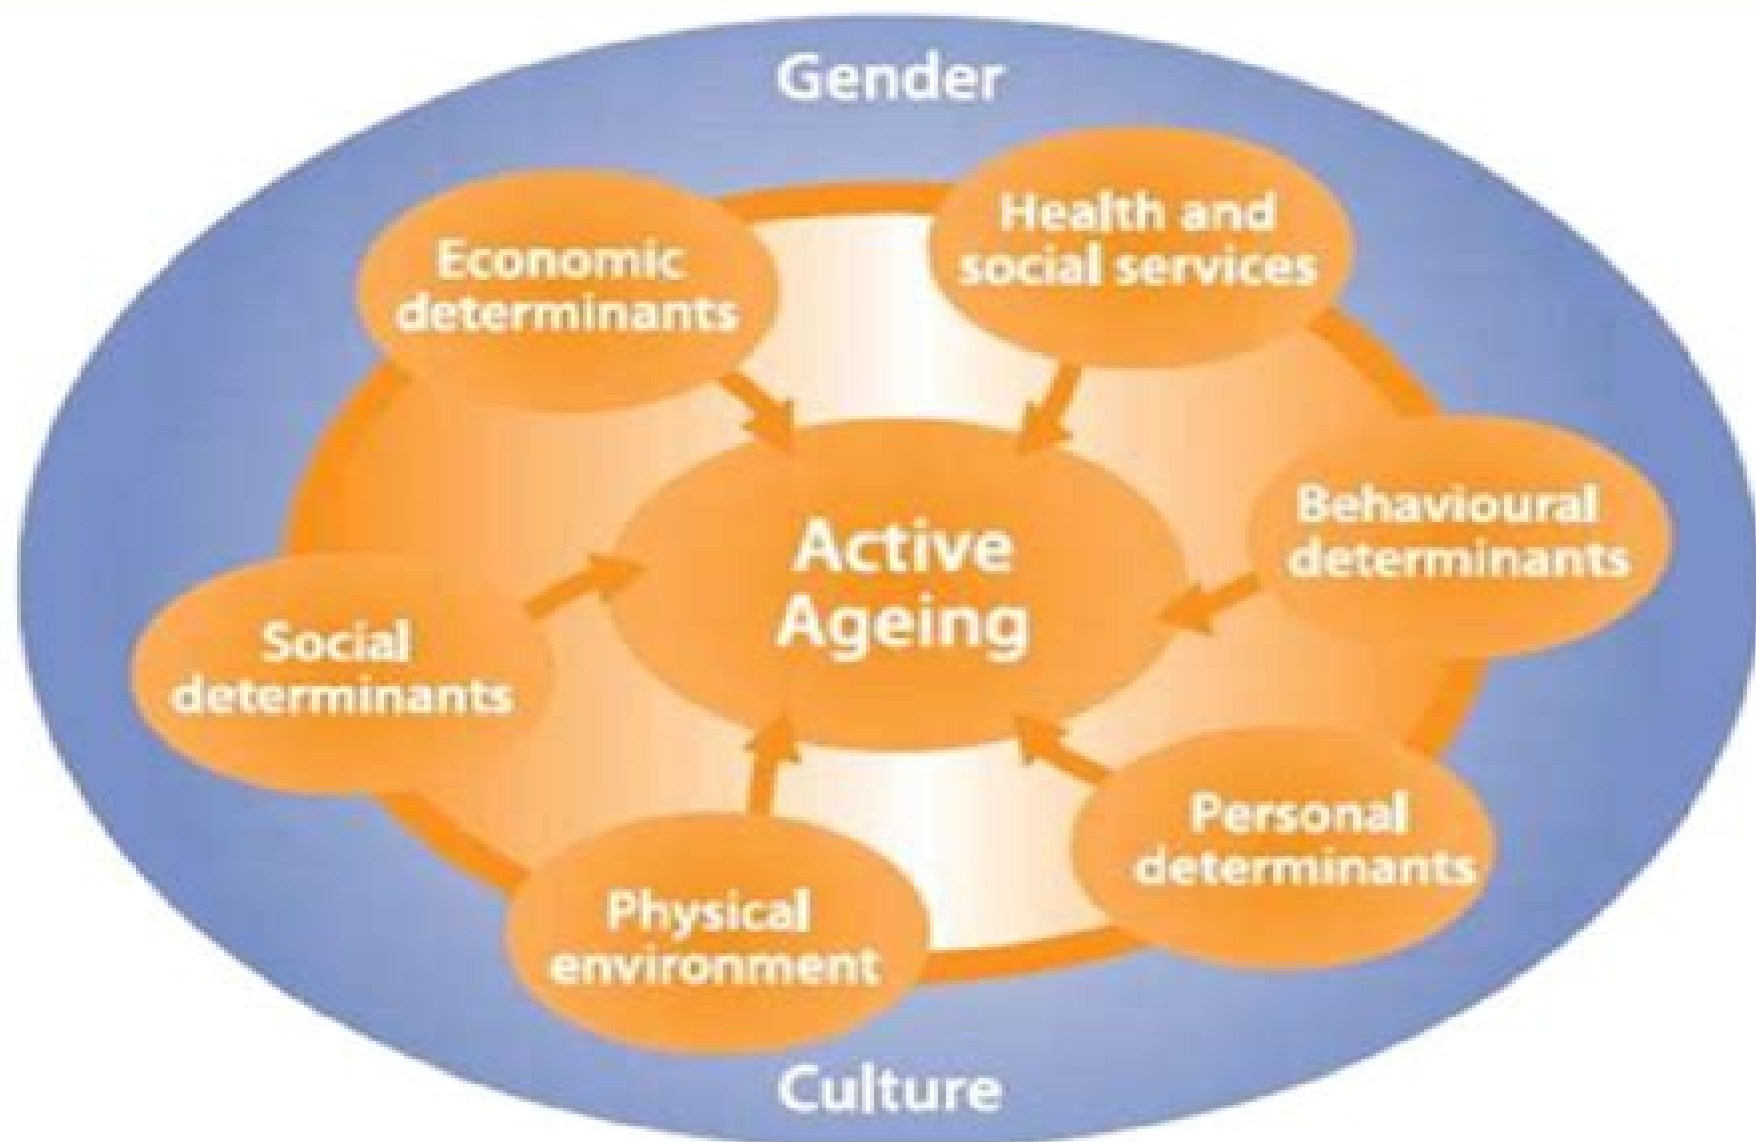 Gender
Economic
determinants
Health and
social services
Behavioural
determinants
Active
Ageing
Social
determinants
Personal
determinants
Physical
environment
Culture